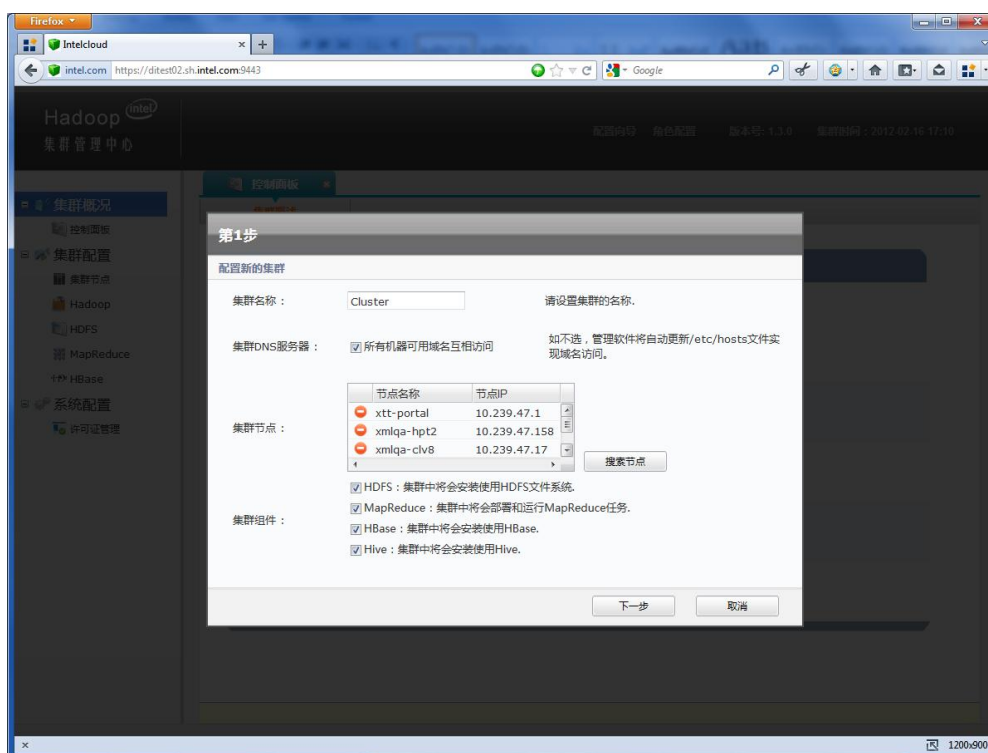 Firefox
Intelcloud
intel.com https://ditest02.sh.intel.com:9443
Google
Hadoop (intel)
集群管理中心
配置向导 角色配置 版本号: 1.3.0 集群时间：2012-02-16 17:10
控制面板
集群概况
控制面板
集群配置
集群节点
Hadoop
HDFS
MapReduce
HBase
系统配置
许可证管理
第1步
配置新的集群
集群名称： Cluster 请设置集群的名称.
集群DNS服务器： 所有机器可用域名互相访问 如不选，管理软件将自动更新/etc/hosts文件实
现域名访问。
节点名称 节点IP
xtt-portal 10.239.47.1
集群节点： xmlqa-hpt2 10.239.47.158
xmlqa-clv8 10.239.47.17
搜索节点
HDFS：集群中将会安装使用HDFS文件系统.
MapReduce：集群中将会部署和运行MapReduce任务.
集群组件：
HBase：集群中将会安装使用HBase.
Hive：集群中将会安装使用Hive.
下一步 取消
1200x900